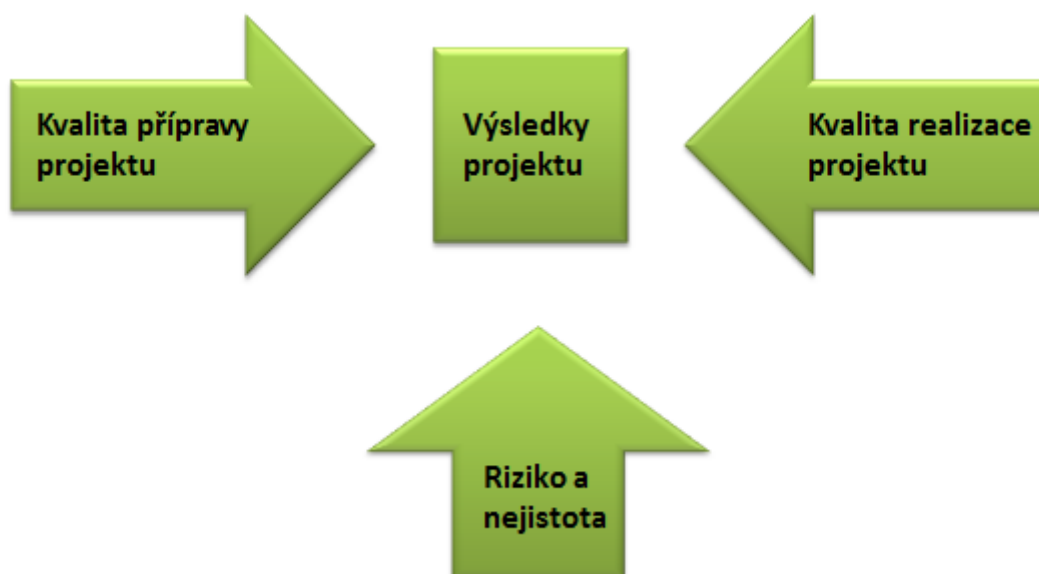 Kvalita přípravy
projektu
Výsledky
projektu
Kvalita realizace
projektu
Riziko a
nejistota